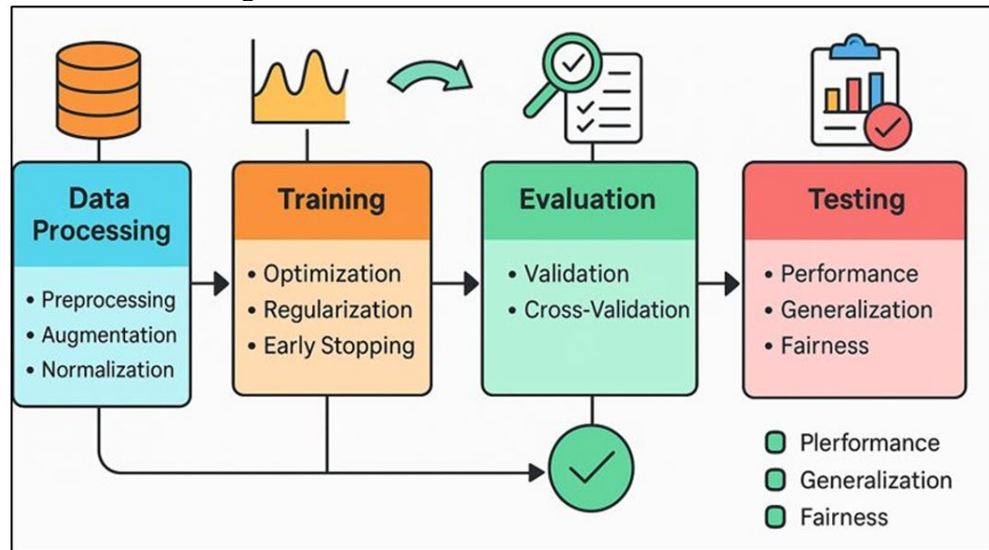 Data
Processing
• Preprocessing
• Augmentation
• Normalization
Training
• Optimization
• Regularization
• Early Stopping
Evaluation
• Validation
• Cross-Validation
Testing
• Performance
• Generalization
• Fairness
Plerformance
Generalization
Fairness